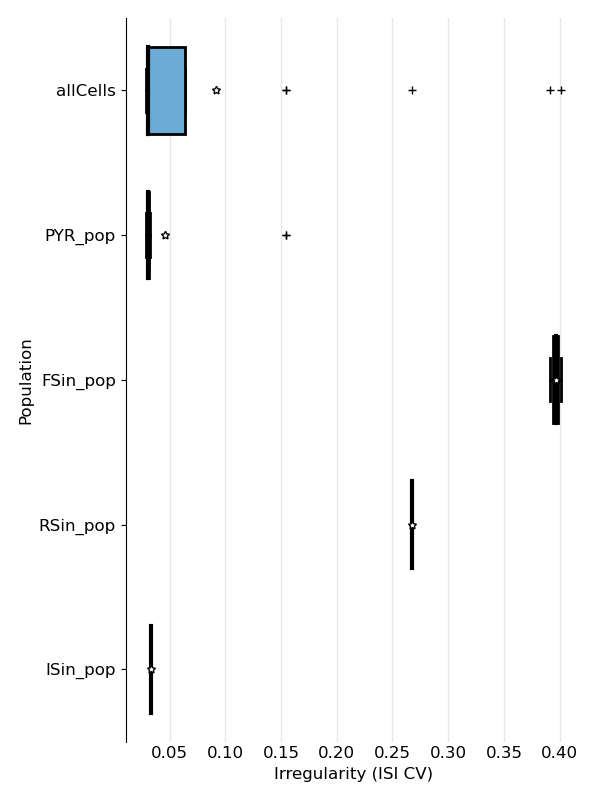 allCells
PYR_pop
FSin_pop
RSin_pop
ISin_pop
Population
0.05 0.10 0.15 0.20 0.25 0.30 0.35 0.40
Irregularity (ISI CV)